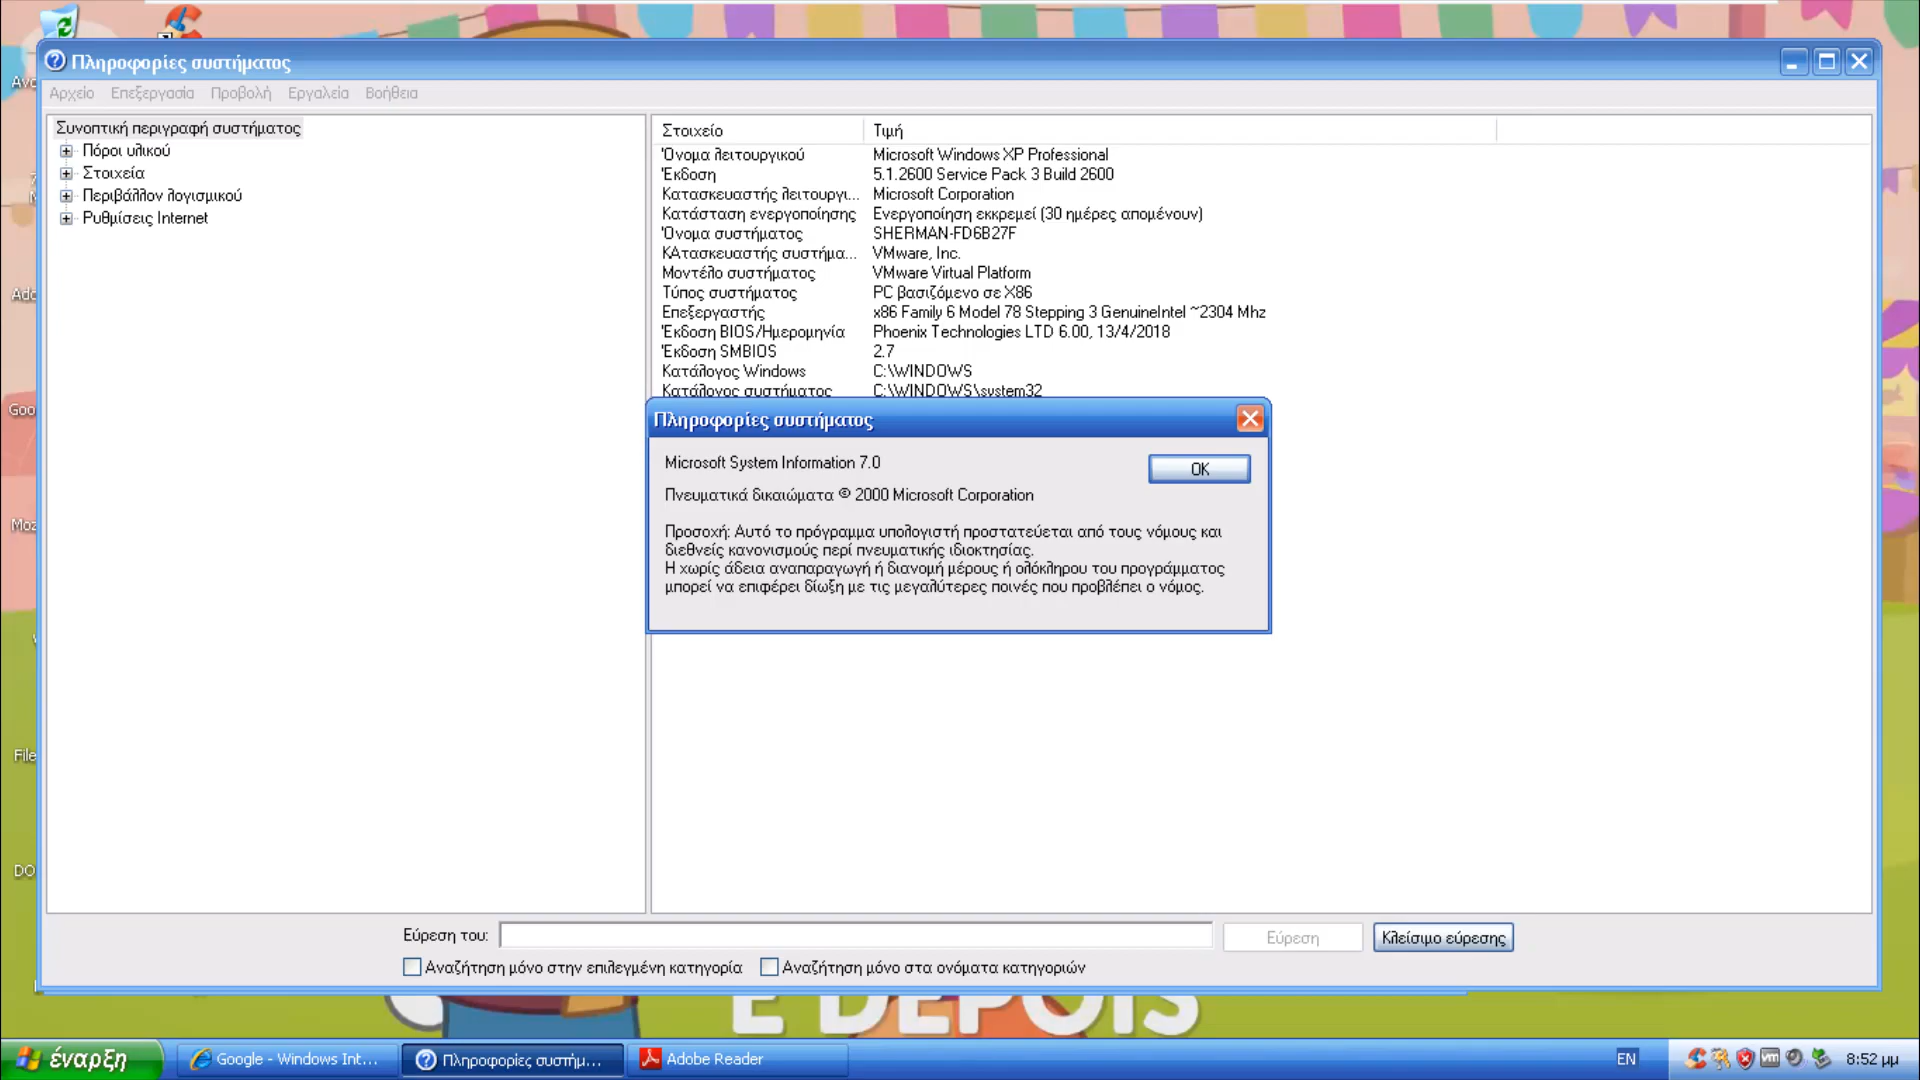 Πληροφορίες συστήματος
Αρχείο Επεξεργασία Προβολή Εργαλεία Βοήθεια
Συνοπτική περιγραφή συστήματος
Πόροι υλικού
Στοιχεία
Περιβάλλον λογισμικού
Ρυθμίσεις Internet
Στοιχείο Τιμή
Όνομα λειτουργικού Microsoft Windows XP Professional
Έκδοση 5.1.2600 Service Pack 3 Build 2600
Κατασκευαστής λειτουργι... Microsoft Corporation
Κατάσταση ενεργοποίησης Ενεργοποίηση εκκρεμεί (30 ημέρες απομένουν)
Όνομα συστήματος SHERMAN-FD6B27F
ΚΑτασκευαστής συστήμα... VMware, Inc.
Μοντέλο συστήματος VMware Virtual Platform
Τύπος συστήματος PC βασιζόμενο σε X86
Επεξεργαστής x86 Family 6 Model 78 Stepping 3 GenuineIntel ~2304 Mhz
Έκδοση BIOS/Ημερομηνία Phoenix Technologies LTD 6.00, 13/4/2018
Έκδοση SMBIOS 2.7
Κατάλογος Windows C:\WINDOWS
Κατάλογος συστήματος C:\WINDOWS\system32
Πληροφορίες συστήματος
Microsoft System Information 7.0
OK
Πνευματικά δικαιώματα © 2000 Microsoft Corporation
Προσοχή: Αυτό το πρόγραμμα υπολογιστή προστατεύεται από τους νόμους και
διεθνείς κανονισμούς περί πνευματικής ιδιοκτησίας.
Η χωρίς άδεια αναπαραγωγή ή διανομή μέρους ή ολόκληρου του προγράμματος
μπορεί να επιφέρει δίωξη με τις μεγαλύτερες ποινές που προβλέπει ο νόμος.
Εύρεση του: Εύρεση Κλείσιμο εύρεσης
Αναζήτηση μόνο στην επιλεγμένη κατηγορία Αναζήτηση μόνο στα ονόματα κατηγοριών
E DEPOIS
έναρξη Google - Windows Int... Πληροφορίες συστήμ... Adobe Reader EN 8:52 μμ